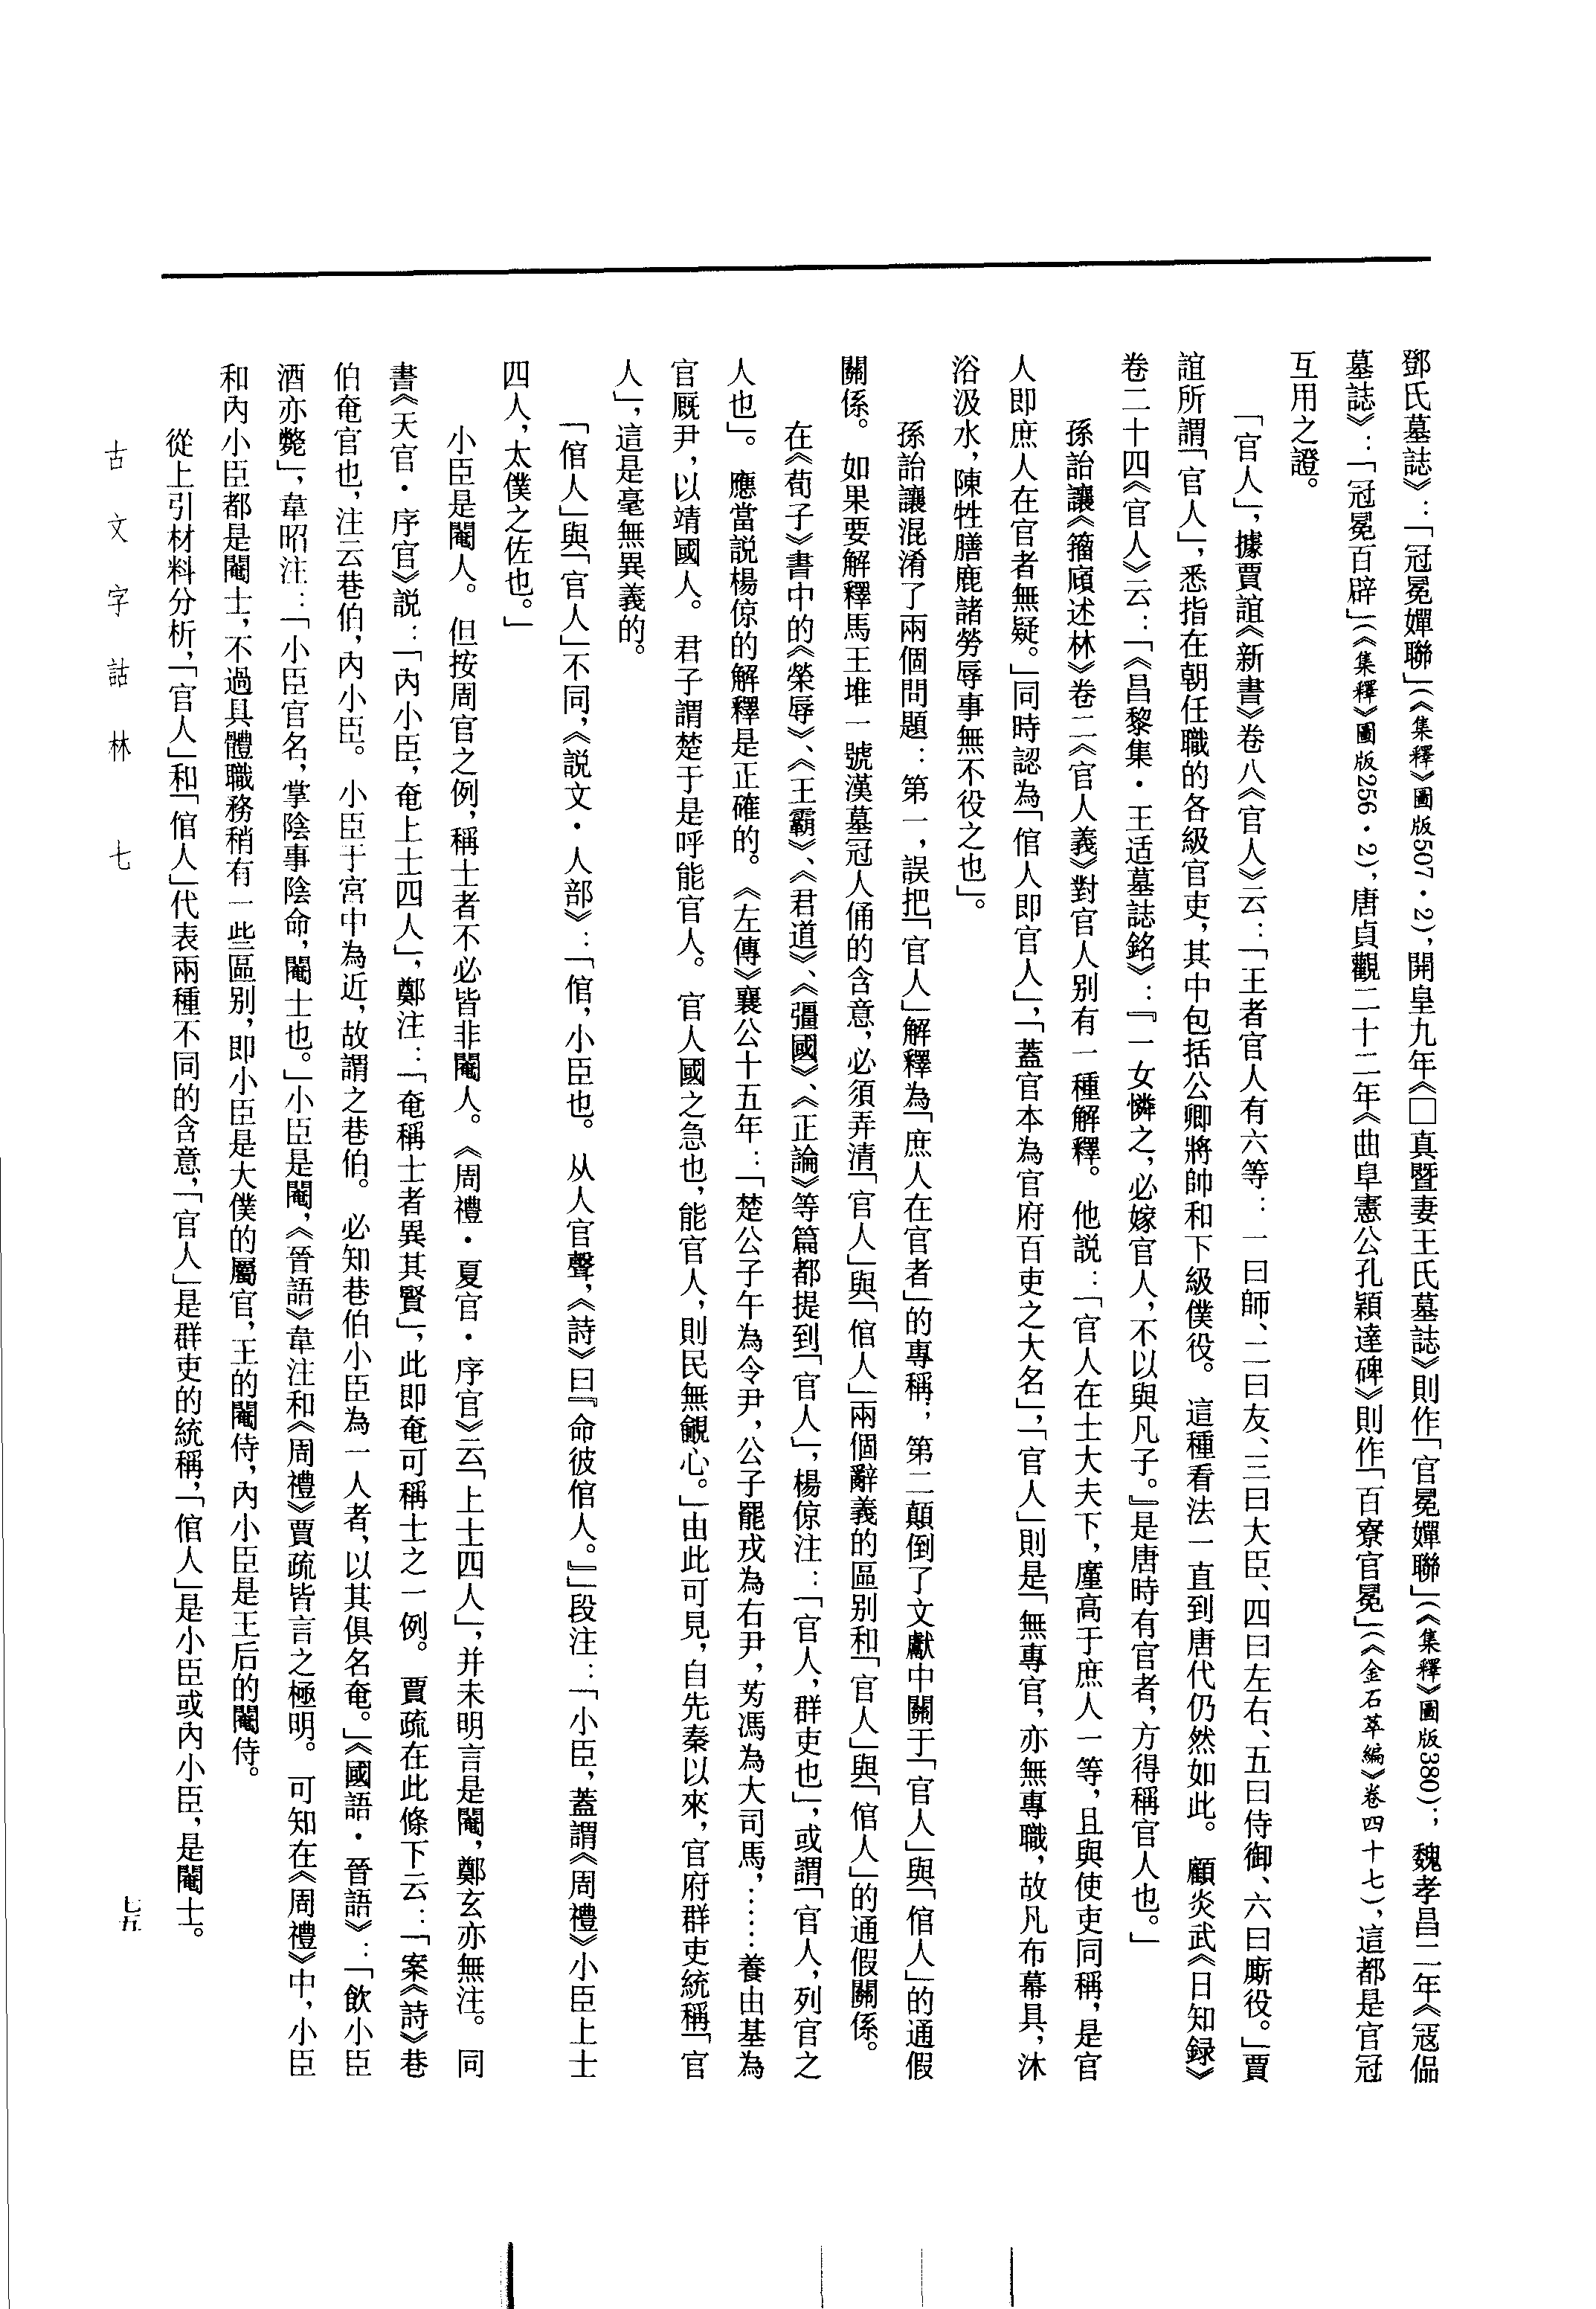 鄧氏墓誌》：「冠冕嬋聯」（《集釋》圖版507·2），開皇九年《□真暨妻王氏墓誌》則作「官冕嬋聯」（《集釋》圖版380）；魏孝昌二年《寇偘
墓誌》：「冠冕百辟」（《集釋》圖版256·2），唐貞觀二十二年《曲阜憲公孔穎達碑》則作「百寮官冕」（《金石萃編》卷四十七），這都是官冠
互用之證。
「官人」，據賈誼《新書》卷八《官人》云：「王者官人有六等：一曰師、二曰友、三曰大臣、四曰左右、五曰侍御、六曰廝役。」賈
誼所謂「官人」，悉指在朝任職的各級官吏，其中包括公卿將帥和下級僕役。這種看法一直到唐代仍然如此。顧炎武《日知録》
卷二十四《官人》云：「《昌黎集·王适墓誌銘》：『一女憐之，必嫁官人，不以與凡子。』是唐時有官者，方得稱官人也。」
孫詒讓《籀廎述林》卷二《官人義》對官人别有一種解釋。他説：「官人在士大夫下，廑高于庶人一等，且與使吏同稱，是官
人即庶人在官者無疑。」同時認為「倌人即官人」，「蓋官本為官府百吏之大名」，「官人」則是「無專官，亦無專職，故凡布幕具，沐
浴汲水，陳牲膳鹿諸勞辱事無不役之也」。
孫詒讓混淆了兩個問題：第一，誤把「官人」解釋為「庶人在官者」的專稱；第二顛倒了文獻中關于「官人」與「倌人」的通假
關係。如果要解釋馬王堆一號漢墓冠人俑的含意，必須弄清「官人」與「倌人」兩個辭義的區别和「官人」與「倌人」的通假關係。
在《荀子》書中的《榮辱》、《王霸》、《君道》、《彊國》、《正論》等篇都提到「官人」，楊倞注：「官人，群吏也」，或謂「官人，列官之
人也」。應當説楊倞的解釋是正確的。《左傳》襄公十五年：「楚公子午為令尹，公子罷戎為右尹，蒍馮為大司馬，……養由基為
官厩尹，以靖國人。君子謂楚于是呼能官人。官人國之急也，能官人，則民無覦心。」由此可見，自先秦以來，官府群吏統稱「官
人」，這是毫無異義的。
「倌人」與「官人」不同，《説文·人部》：「倌，小臣也。从人官聲，《詩》曰『命彼倌人。』」段注：「小臣，蓋謂《周禮》小臣上士
四人，太僕之佐也。」
小臣是閹人。但按周官之例，稱士者不必皆非閹人。《周禮·夏官·序官》云「上士四人」，并未明言是閹，鄭玄亦無注。同
書《天官·序官》説：「內小臣，奄上士四人」，鄭注：「奄稱士者異其賢」，此即奄可稱士之一例。賈疏在此條下云：「案《詩》巷
伯奄官也，注云巷伯，內小臣。小臣于宮中為近，故謂之巷伯。必知巷伯小臣為一人者，以其俱名奄。」《國語·晉語》：「飲小臣
酒亦斃」，韋昭注：「小臣官名，掌陰事陰命，閹士也。」小臣是閹，《晉語》韋注和《周禮》賈疏皆言之極明。可知在《周禮》中，小臣
和內小臣都是閹士，不過具體職務稍有一些區别，即小臣是大僕的屬官，王的閹侍，內小臣是王后的閹侍。
從上引材料分析，「官人」和「倌人」代表兩種不同的含意，「官人」是群吏的統稱，「倌人」是小臣或內小臣，是閹士。
古文字詁林 七
七五